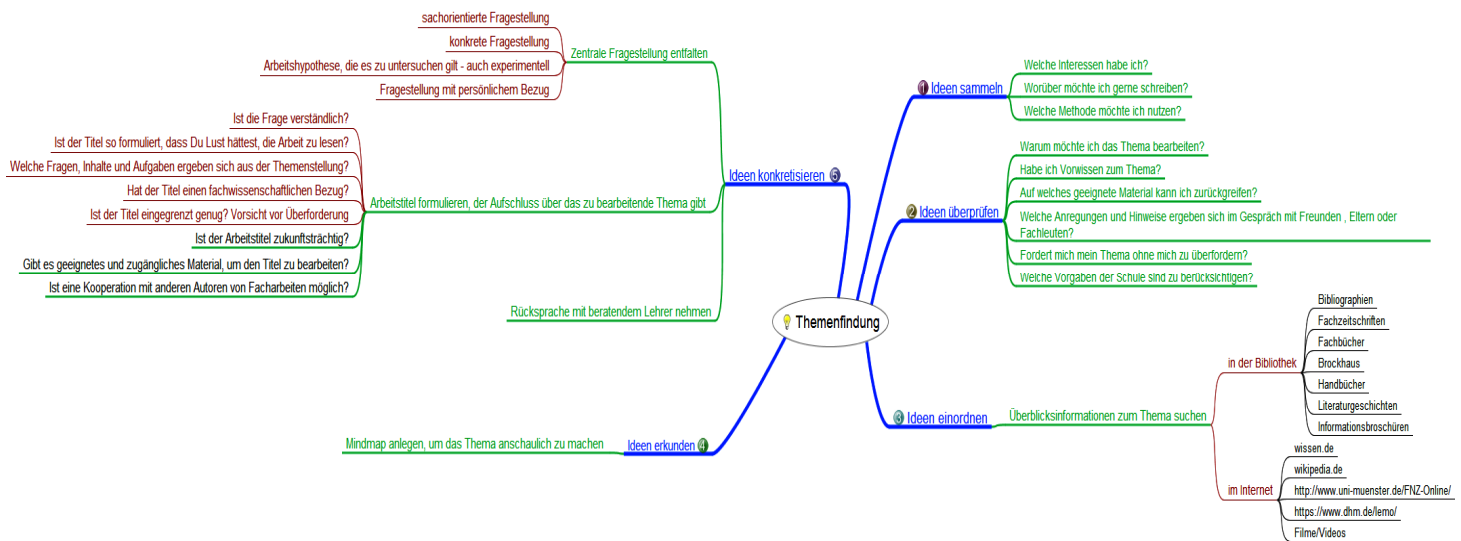 Themenfindung
1 Ideen sammeln
Welche Interessen habe ich?
Worüber möchte ich gerne schreiben?
Welche Methode möchte ich nutzen?
2 Ideen überprüfen
Warum möchte ich das Thema bearbeiten?
Habe ich Vorwissen zum Thema?
Auf welches geeignete Material kann ich zurückgreifen?
Welche Anregungen und Hinweise ergeben sich im Gespräch mit Freunden , Eltern oder
Fachleuten?
Fordert mich mein Thema ohne mich zu überfordern?
Welche Vorgaben der Schule sind zu berücksichtigen?
3 Ideen einordnen
Überblicksinformationen zum Thema suchen
in der Bibliothek
Bibliographien
Fachzeitschriften
Fachbücher
Brockhaus
Handbücher
Literaturgeschichten
Informationsbroschüren
im Internet
wissen.de
wikipedia.de
http://www.uni-muenster.de/FNZ-Online/
https://www.dhm.de/lemo/
Filme/Videos
Ideen erkunden 4
Mindmap anlegen, um das Thema anschaulich zu machen
Ideen konkretisieren 5
Zentrale Fragestellung entfalten
sachorientierte Fragestellung
konkrete Fragestellung
Arbeitshypothese, die es zu untersuchen gilt - auch experimentell
Fragestellung mit persönlichem Bezug
Arbeitstitel formulieren, der Aufschluss über das zu bearbeitende Thema gibt
Ist die Frage verständlich?
Ist der Titel so formuliert, dass Du Lust hättest, die Arbeit zu lesen?
Welche Fragen, Inhalte und Aufgaben ergeben sich aus der Themenstellung?
Hat der Titel einen fachwissenschaftlichen Bezug?
Ist der Titel eingegrenzt genug? Vorsicht vor Überforderung
Ist der Arbeitstitel zukunftsträchtig?
Gibt es geeignetes und zugängliches Material, um den Titel zu bearbeiten?
Ist eine Kooperation mit anderen Autoren von Facharbeiten möglich?
Rücksprache mit beratendem Lehrer nehmen